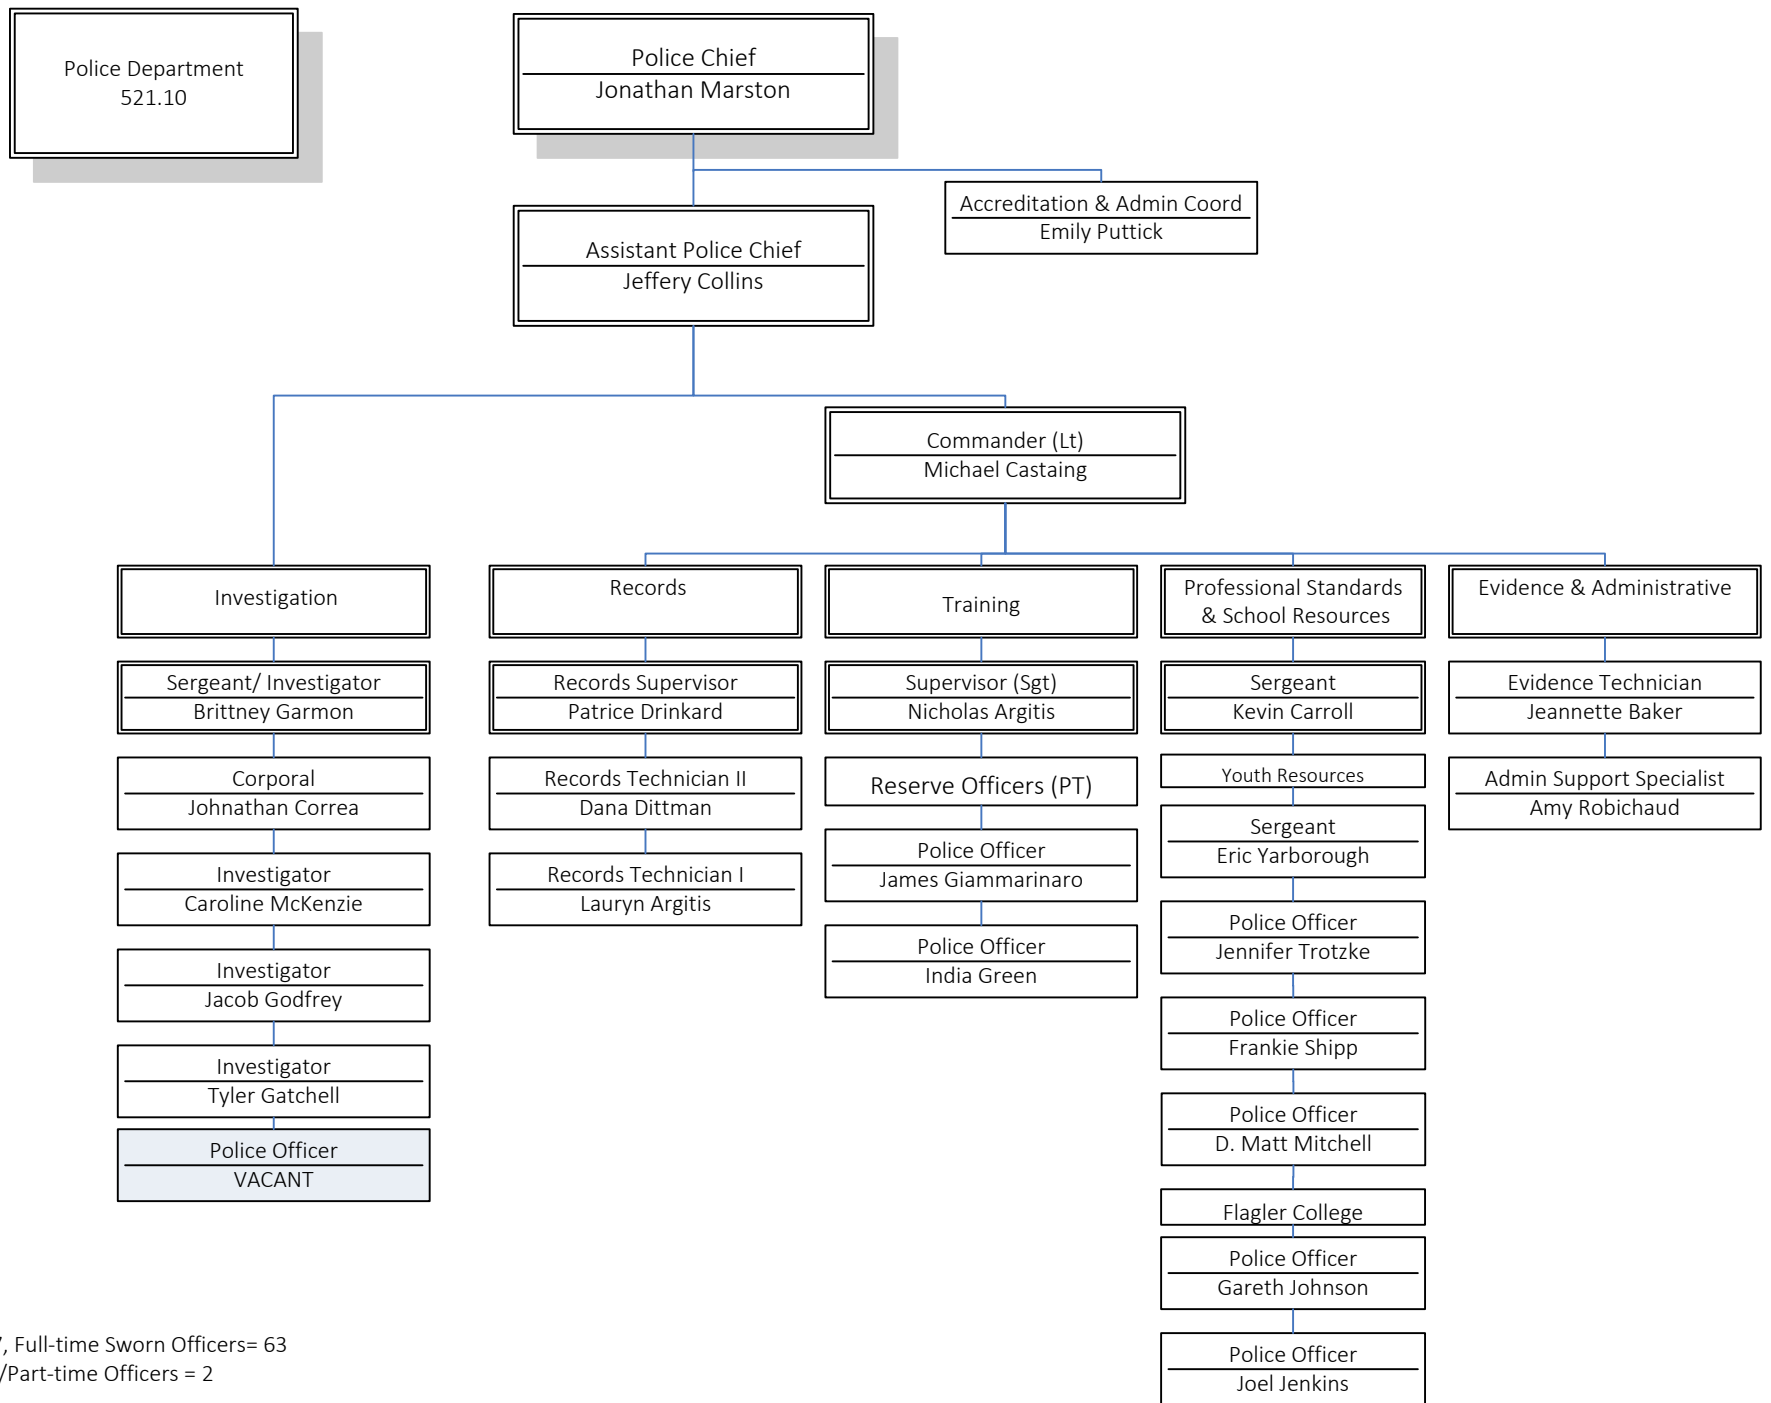 Police Department
521.10
Police Chief
Jonathan Marston
Accreditation & Admin Coord
Emily Puttick
Assistant Police Chief
Jeffery Collins
Commander (Lt)
Michael Castaing
Investigation
Sergeant/ Investigator
Brittney Garmon
Corporal
Johnathan Correa
Investigator
Caroline McKenzie
Investigator
Jacob Godfrey
Investigator
Tyler Gatchell
Police Officer
VACANT
Records
Records Supervisor
Patrice Drinkard
Records Technician II
Dana Dittman
Records Technician I
Lauryn Argitis
Training
Supervisor (Sgt)
Nicholas Argitis
Reserve Officers (PT)
Police Officer
James Giammarinaro
Police Officer
India Green
Professional Standards
& School Resources
Sergeant
Kevin Carroll
Youth Resources
Sergeant
Eric Yarborough
Police Officer
Jennifer Trotzke
Police Officer
Frankie Shipp
Police Officer
D. Matt Mitchell
Flagler College
Police Officer
Gareth Johnson
Police Officer
Joel Jenkins
Evidence & Administrative
Evidence Technician
Jeannette Baker
Admin Support Specialist
Amy Robichaud
, Full-time Sworn Officers= 63
/Part-time Officers = 2